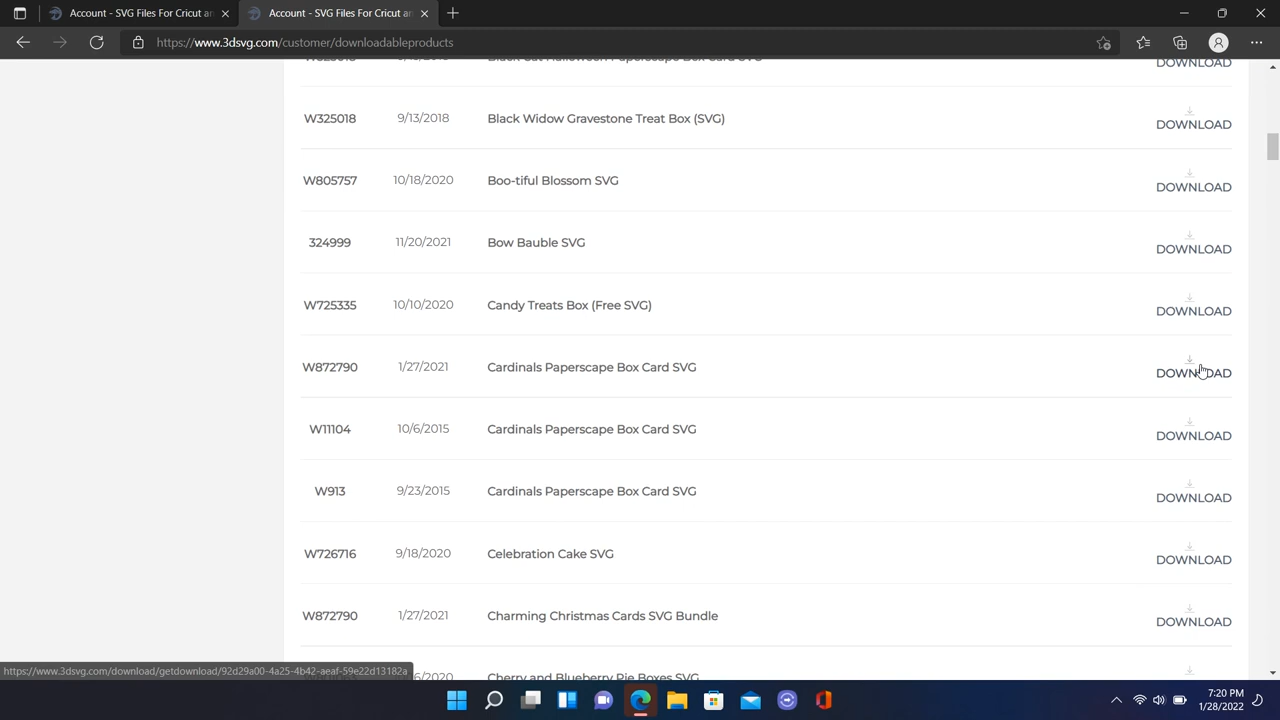 Account - SVG Files For Cricut an
Account - SVG Files For Cricut an
https://www.3dsvg.com/customer/downloadableproducts
DOWNLOAD
W325018 9/13/2018 Black Widow Gravestone Treat Box (SVG) DOWNLOAD
W805757 10/18/2020 Boo-tiful Blossom SVG DOWNLOAD
324999 11/20/2021 Bow Bauble SVG DOWNLOAD
W725335 10/10/2020 Candy Treats Box (Free SVG) DOWNLOAD
W872790 1/27/2021 Cardinals Paperscape Box Card SVG DOWNLOAD
W11104 10/6/2015 Cardinals Paperscape Box Card SVG DOWNLOAD
W913 9/23/2015 Cardinals Paperscape Box Card SVG DOWNLOAD
W726716 9/18/2020 Celebration Cake SVG DOWNLOAD
W872790 1/27/2021 Charming Christmas Cards SVG Bundle DOWNLOAD
Cherry and Blueberry Pie Boxes SVG
https://www.3dsvg.com/download/getdownload/92d29a00-4a25-4b42-aeaf-59e22d13182a
7:20 PM
1/28/2022